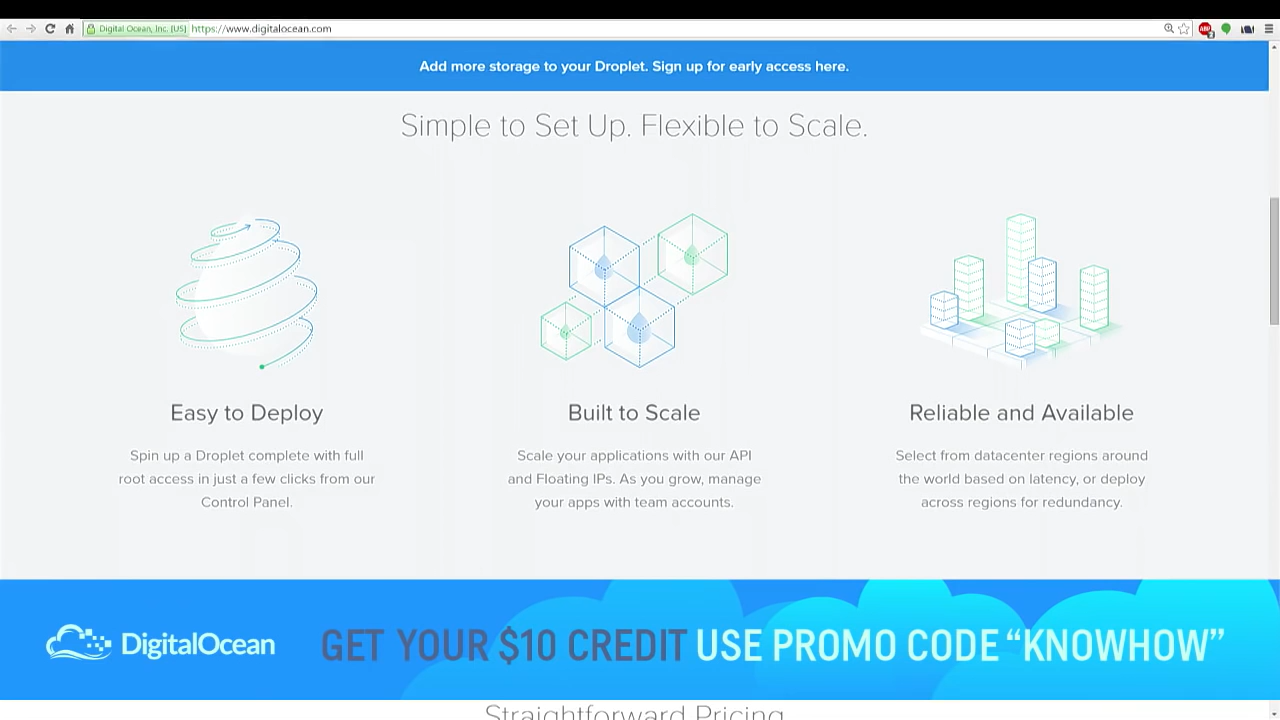 Digital Ocean, Inc. [US] https://www.digitalocean.com
ABP
Add more storage to your Droplet. Sign up for early access here.
Simple to Set Up. Flexible to Scale.
Easy to Deploy
Spin up a Droplet complete with full
root access in just a few clicks from our
Control Panel.
Built to Scale
Scale your applications with our API
and Floating IPs. As you grow, manage
your apps with team accounts.
Reliable and Available
Select from datacenter regions around
the world based on latency, or deploy
across regions for redundancy.
DigitalOcean
GET YOUR $10 CREDIT USE PROMO CODE “KNOWHOW”
Straightforward Pricing